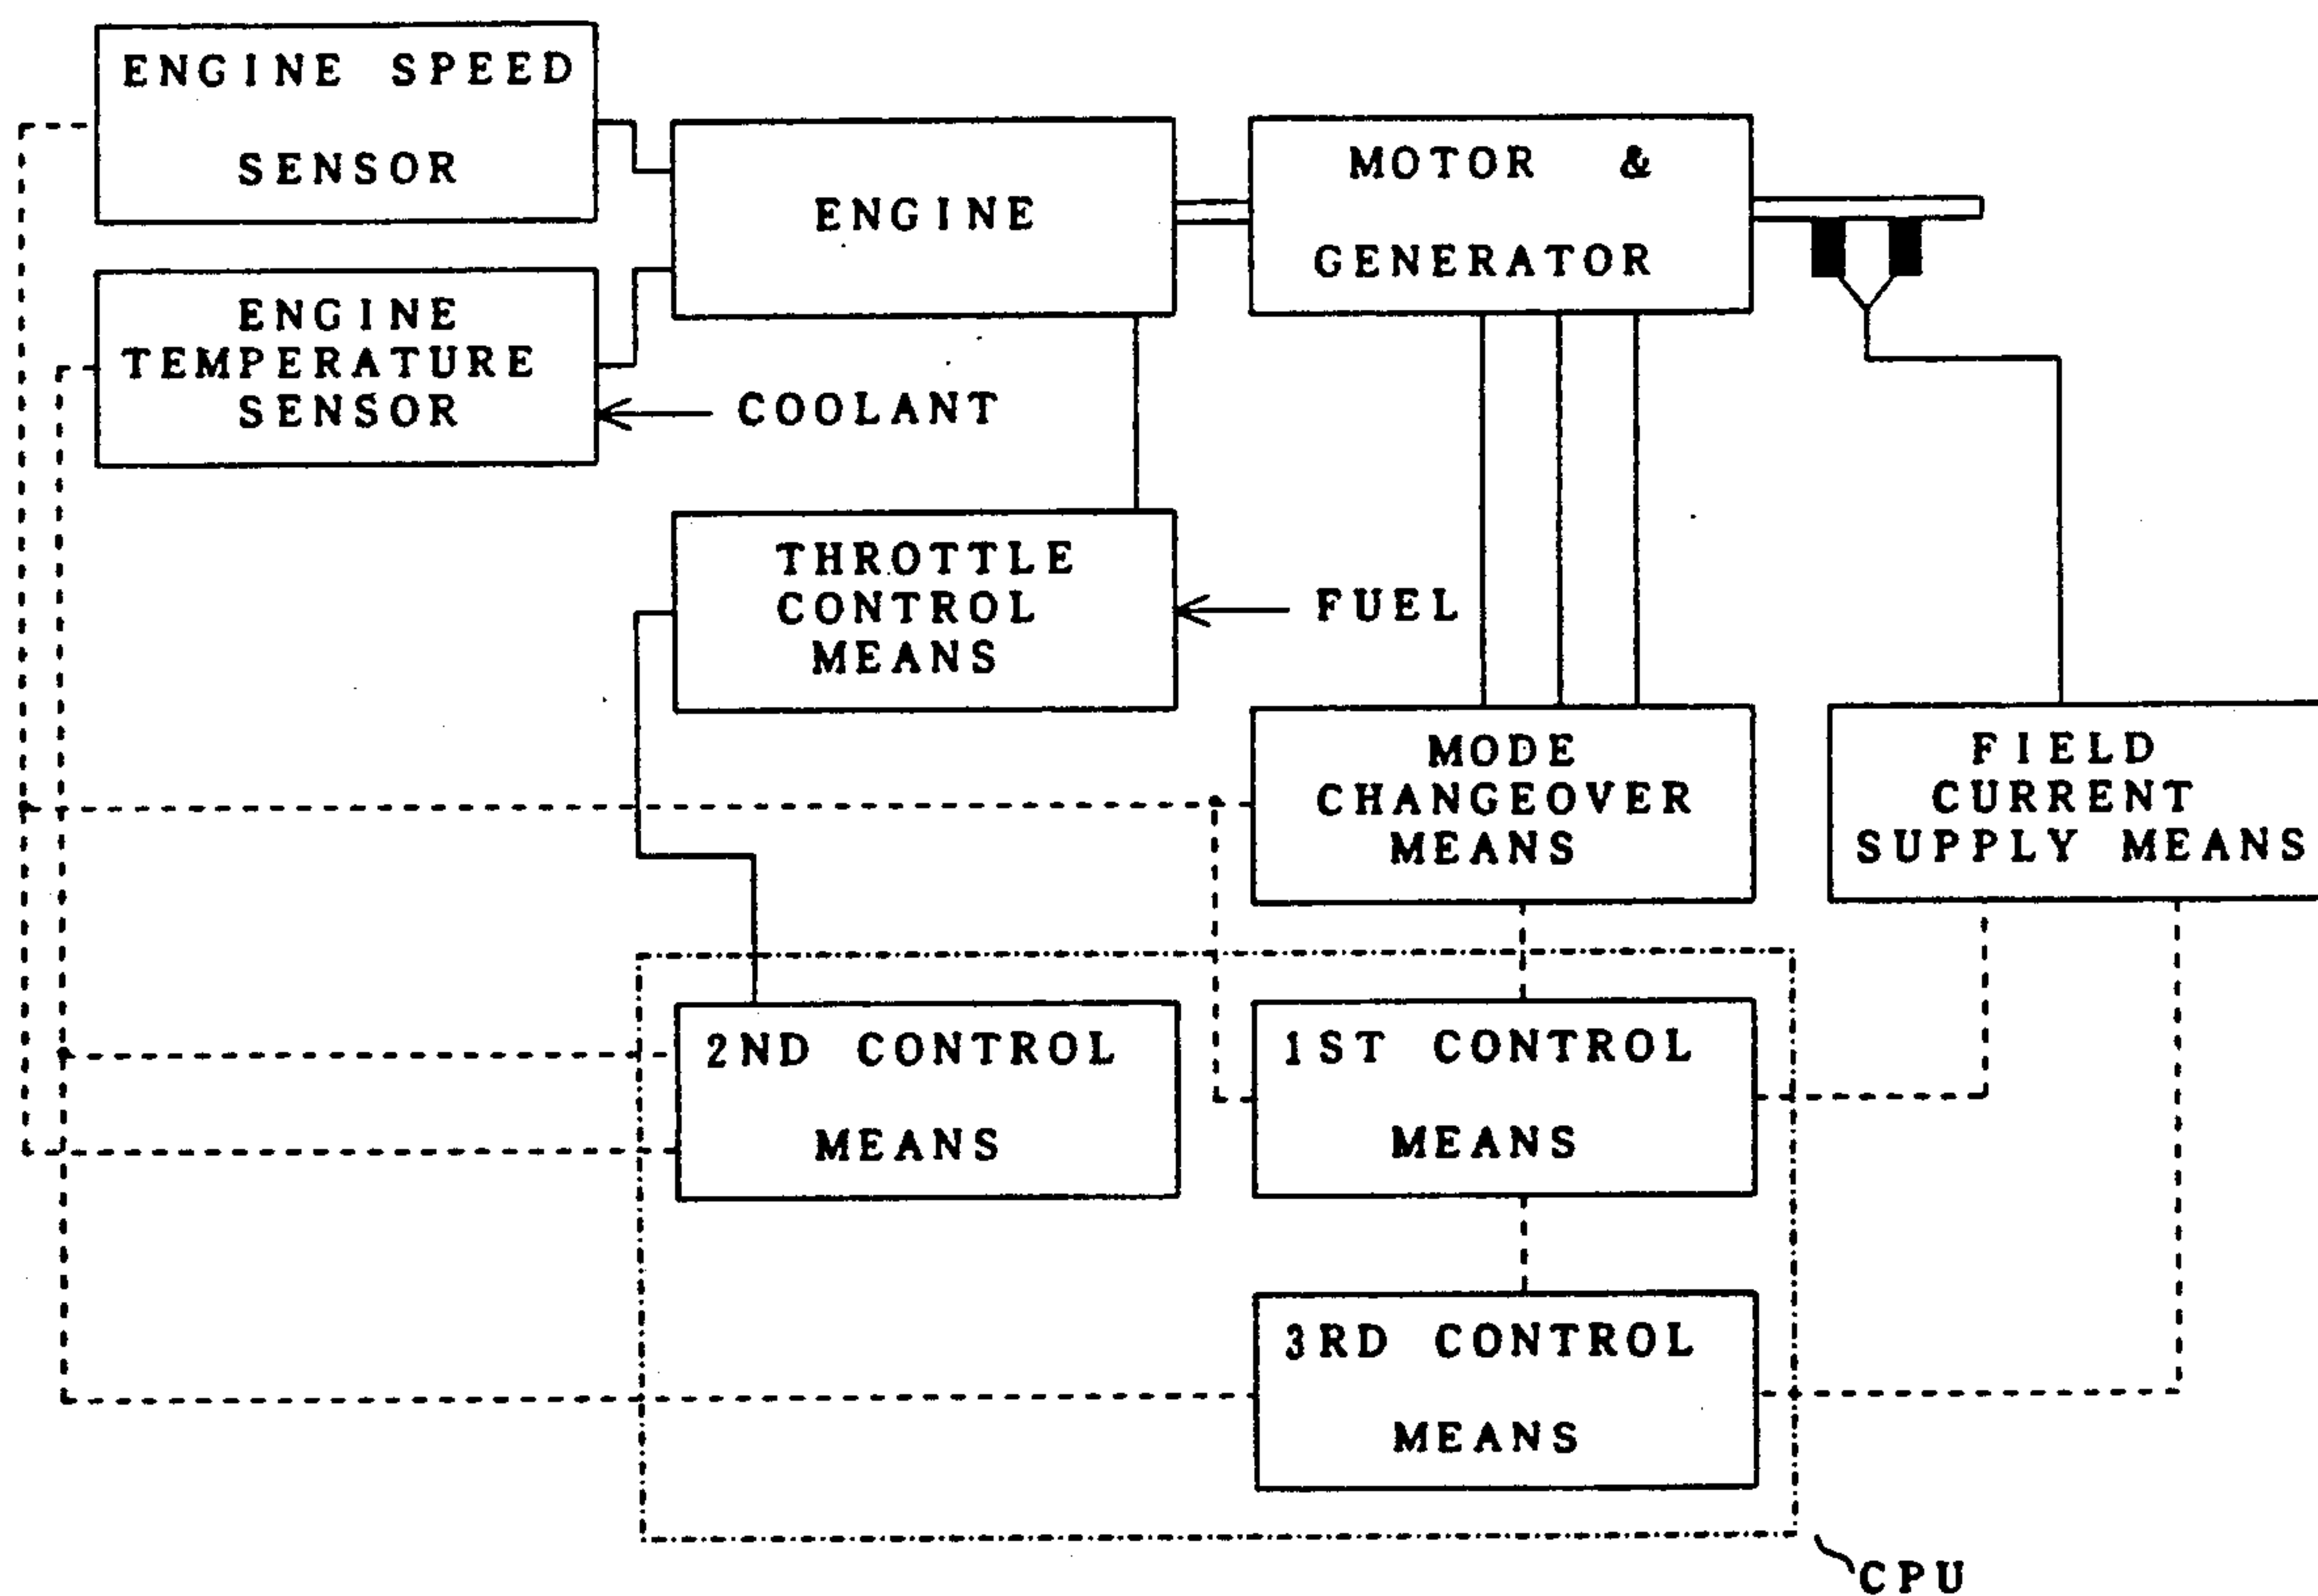 ENGINE SPEED
SENSOR
ENGINE
MOTOR &
GENERATOR
ENGINE
TEMPERATURE
SENSOR
COOLANT
THROTTLE
CONTROL
MEANS
FUEL
MODE
CHANGEOVER
MEANS
FIELD
CURRENT
SUPPLY MEANS
2ND CONTROL
MEANS
1ST CONTROL
MEANS
3RD CONTROL
MEANS
CPU